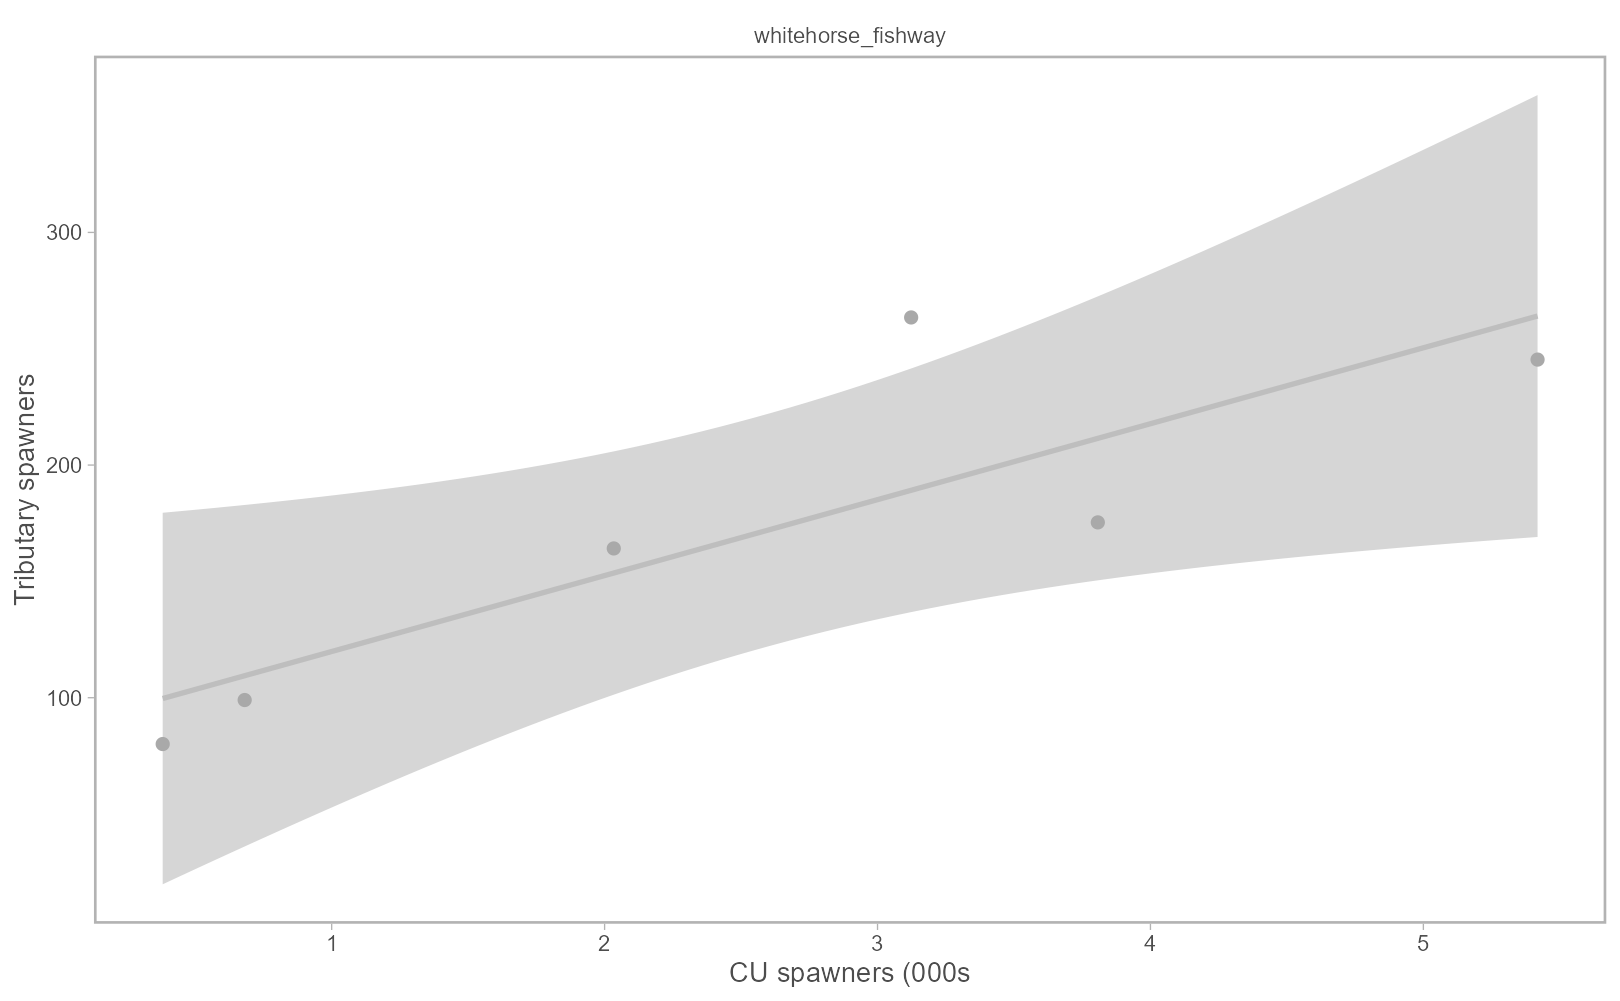 whitehorse_fishway
Tributary spawners
300
200
100
1 2 3 4 5
CU spawners (000s